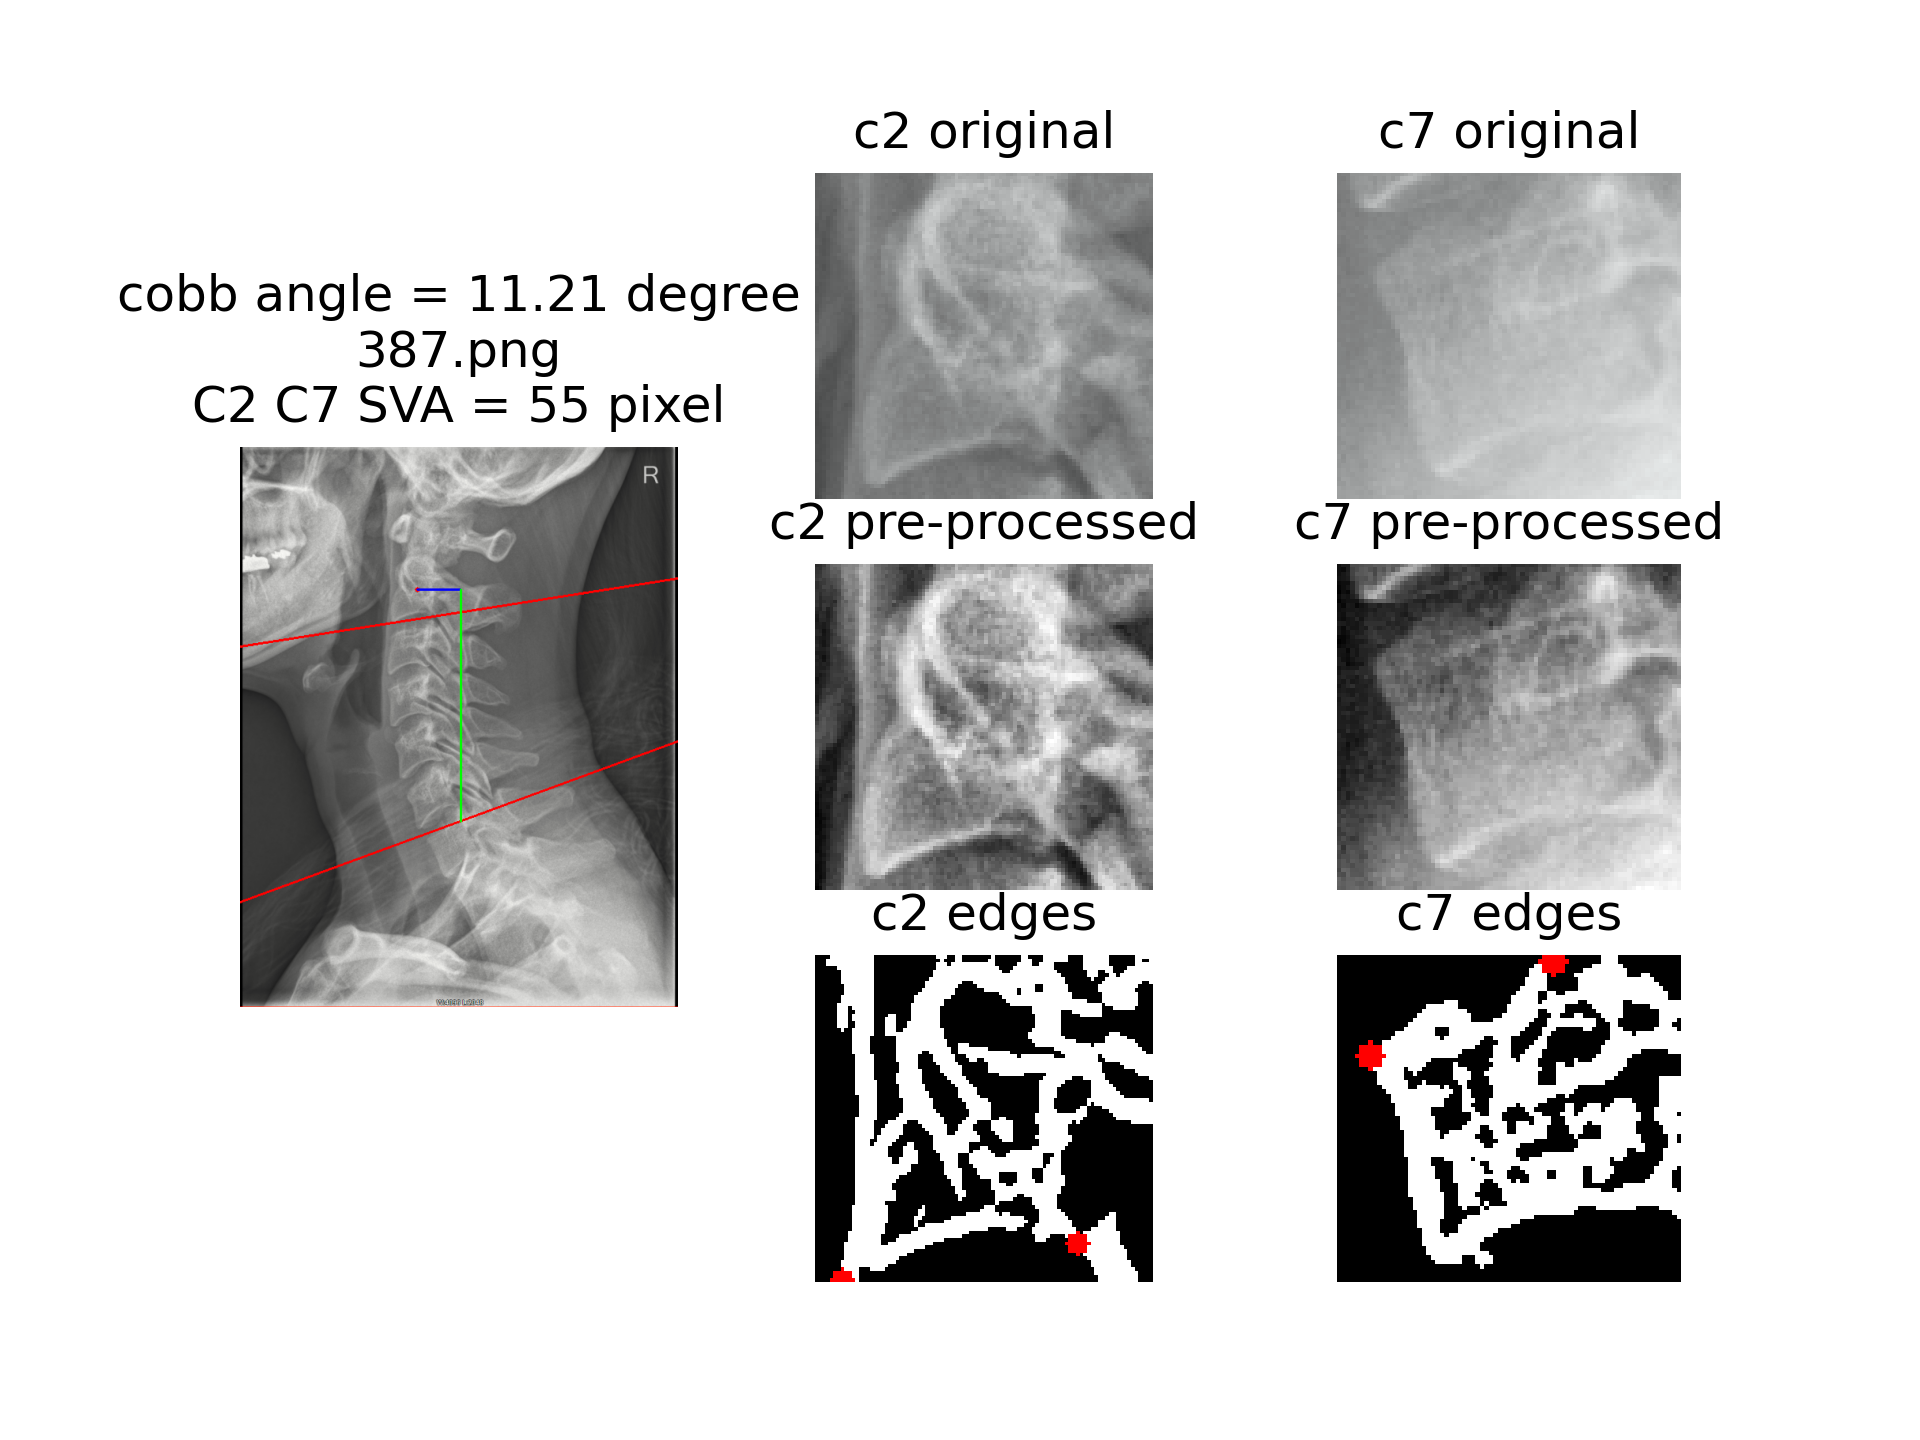 cobb angle = 11.21 degree
387.png
C2 C7 SVA = 55 pixel
R
c2 original
c7 original
c2 pre-processed
c7 pre-processed
c2 edges
c7 edges